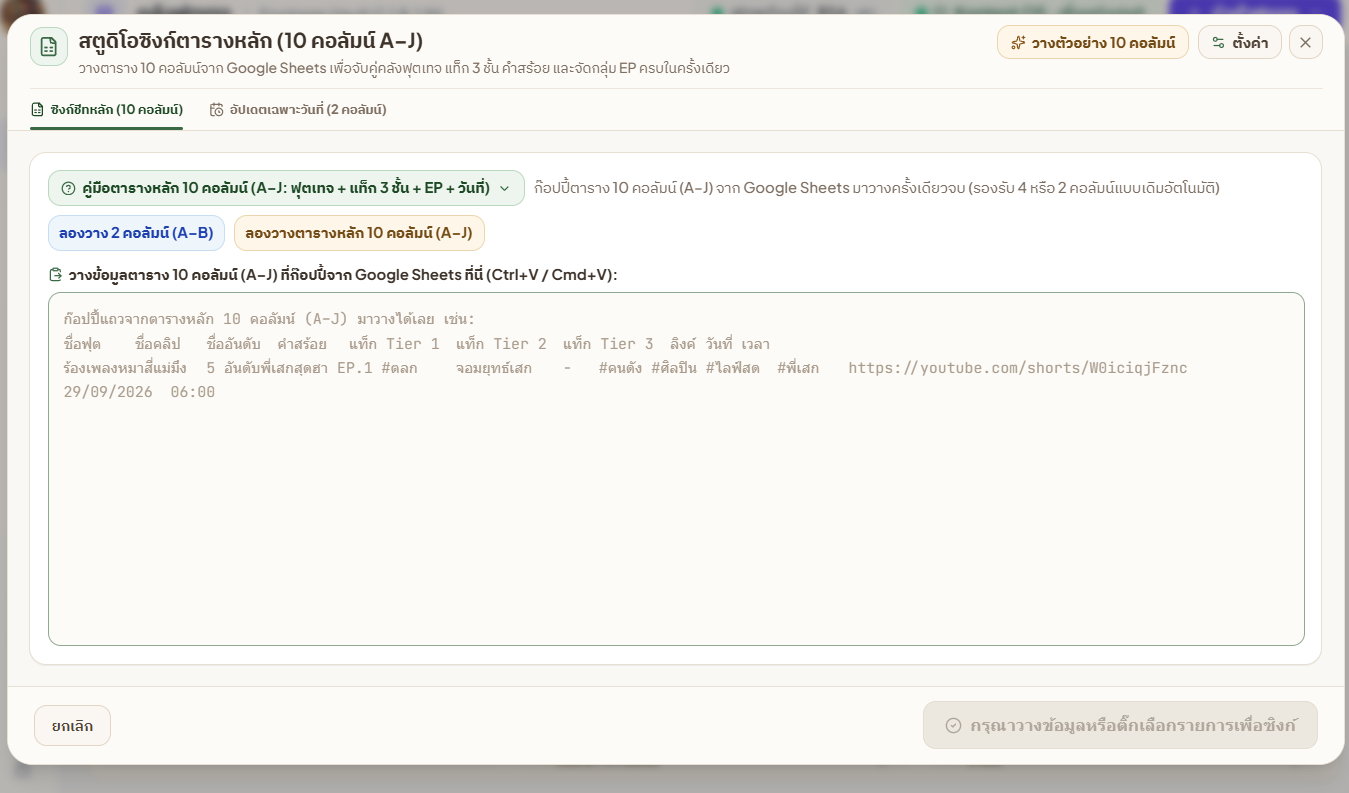 สตูดิโอซิงก์ตารางหลัก (10 คอลัมน์ A–J)
วางตาราง 10 คอลัมน์จาก Google Sheets เพื่อจับคู่คลังฟุตเทจ แท็ก 3 ชั้น คำสร้อย และจัดกลุ่ม EP ครบในครั้งเดียว
วางตัวอย่าง 10 คอลัมน์
ตั้งค่า
ซิงก์ชีทหลัก (10 คอลัมน์)
อัปเดตเฉพาะวันที่ (2 คอลัมน์)
คู่มือตารางหลัก 10 คอลัมน์ (A–J: ฟุตเทจ + แท็ก 3 ชั้น + EP + วันที่)
ก๊อปปี้ตาราง 10 คอลัมน์ (A–J) จาก Google Sheets มาวางครั้งเดียวจบ (รองรับ 4 หรือ 2 คอลัมน์แบบเดิมอัตโนมัติ)
ลองวาง 2 คอลัมน์ (A–B)
ลองวางตารางหลัก 10 คอลัมน์ (A–J)
วางข้อมูลตาราง 10 คอลัมน์ (A–J) ที่ก๊อปปี้จาก Google Sheets ที่นี่ (Ctrl+V / Cmd+V):
ก๊อปปี้แถวจากตารางหลัก 10 คอลัมน์ (A–J) มาวางได้เลย เช่น:
ชื่อฟุต ชื่อคลิป ชื่ออันดับ คำสร้อย แท็ก Tier 1 แท็ก Tier 2 แท็ก Tier 3 ลิงค์ วันที่ เวลา
ร้องเพลงหมาสี่แม่มึง 5 อันดับพี่เสกสุดฮา EP.1 #ตลก จอมยุทธ์เสก - #คนดัง #ศิลปิน #ไลฟ์สด #พี่เสก https://youtube.com/shorts/W0iciqjFznc
29/09/2026 06:00
ยกเลิก
กรุณาวางข้อมูลหรือติ๊กเลือกรายการเพื่อซิงก์